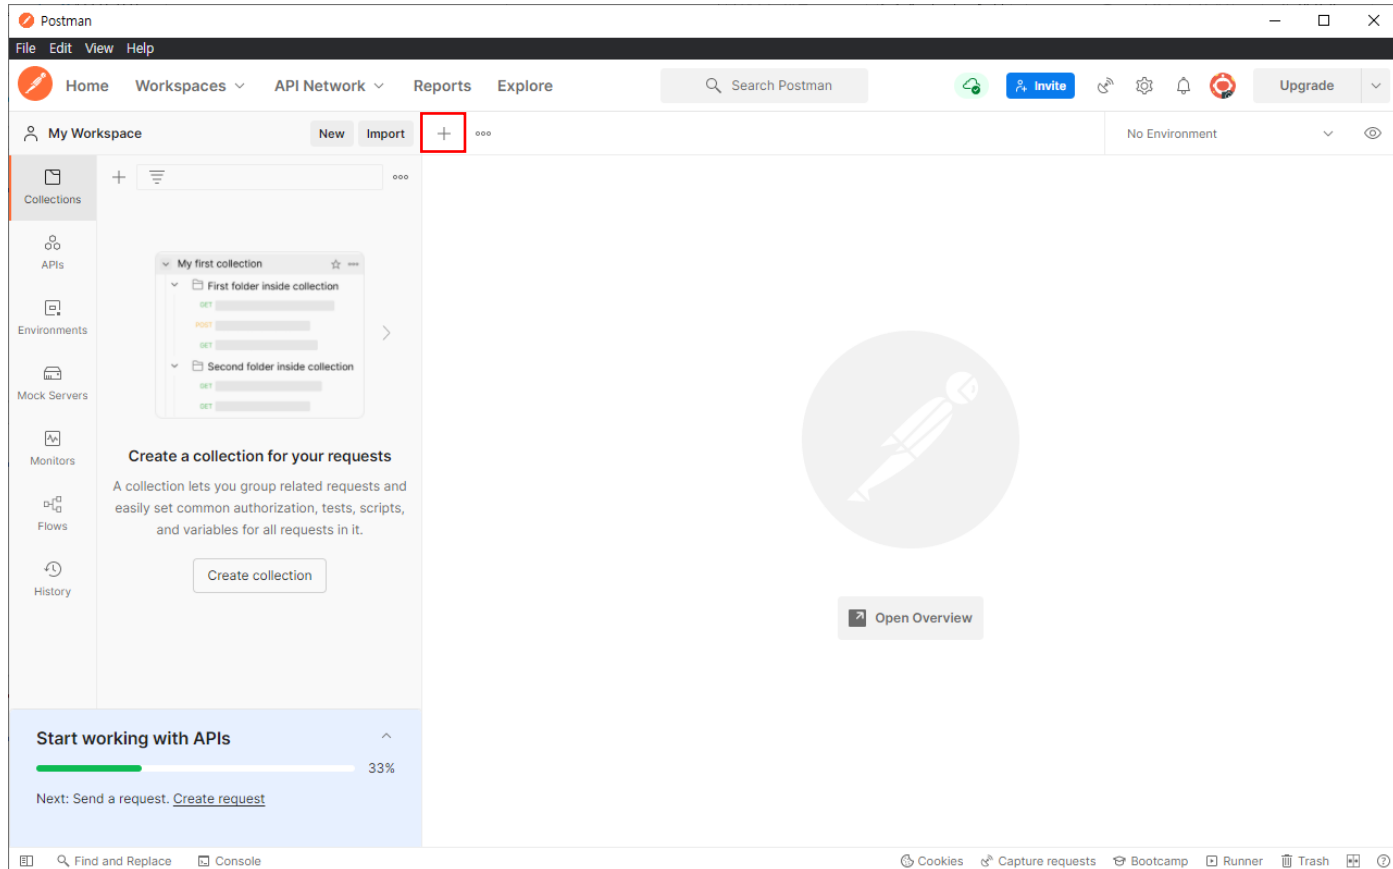 Postman
File Edit View Help
Home Workspaces API Network Reports Explore Search Postman Invite Upgrade
My Workspace New Import No Environment
Collections
APIs
Environments
Mock Servers
Monitors
Flows
History
My first collection
First folder inside collection
GET
POST
GET
Second folder inside collection
GET
GET
Create a collection for your requests
A collection lets you group related requests and
easily set common authorization, tests, scripts,
and variables for all requests in it.
Create collection
Open Overview
Start working with APIs
33%
Next: Send a request. Create request
Find and Replace Console Cookies Capture requests Bootcamp Runner Trash